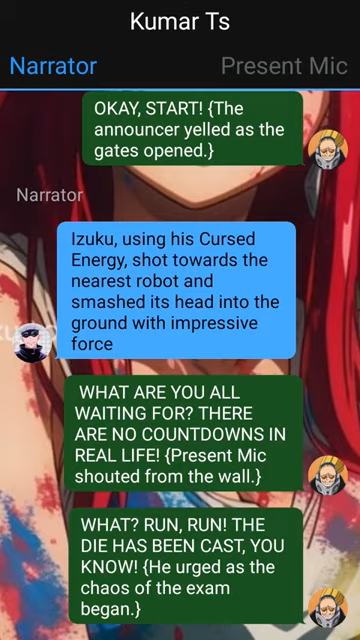 Kumar Ts
Narrator
Present Mic
OKAY, START! {The
announcer yelled as the
gates opened.}
Narrator
Izuku, using his Cursed
Energy, shot towards the
nearest robot and
smashed its head into the
ground with impressive
force
WHAT ARE YOU ALL
WAITING FOR? THERE
ARE NO COUNTDOWNS IN
REAL LIFE! {Present Mic
shouted from the wall.}
WHAT? RUN, RUN! THE
DIE HAS BEEN CAST, YOU
KNOW! {He urged as the
chaos of the exam
began.}